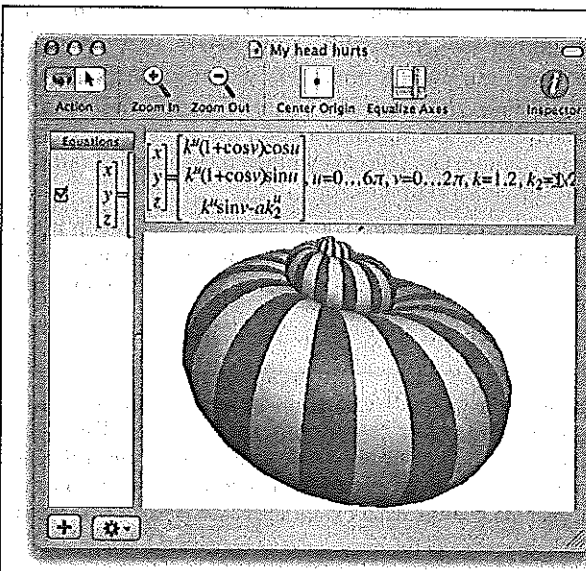 My head hurts
Action Zoom In Zoom Out Center Origin Equalize Axes Inspector
Equations
[x y z]=[
[x y z]=[k^u(1+cosv)cosu
k^u(1+cosv)sinu
k^u sinv-ak_2^u], u=0…6π, v=0…2π, k=1.2, k_2=